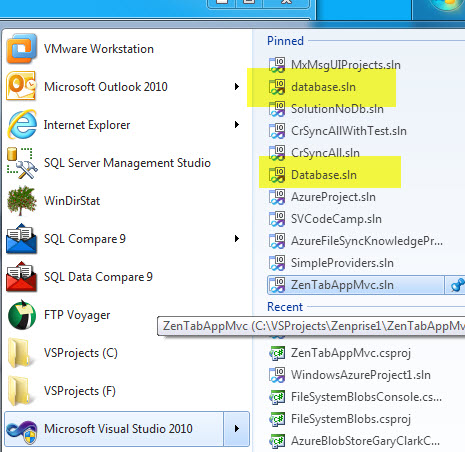 VMware Workstation
Microsoft Outlook 2010
Internet Explorer
SQL Server Management Studio
WinDirStat
SQL Compare 9
SQL Data Compare 9
FTP Voyager
VSProjects (C)
VSProjects (F)
Microsoft Visual Studio 2010
Pinned
MxMsgUIProjects.sln
database.sln
SolutionNoDb.sln
CrSyncAllWithTest.sln
CrSyncAll.sln
Database.sln
AzureProject.sln
SVCodeCamp.sln
AzureFileSyncKnowledgePr...
SimpleProviders.sln
ZenTabAppMvc.sln
Recent
ZenTabAppMvc (C:\VSProjects\Zenprise1\ZenTabAppMv
ZenTabAppMvc.csproj
WindowsAzureProject1.sln
FileSystemBlobsConsole.cs...
FileSystemBlobs.csproj
AzureBlobStoreGaryClarkC...